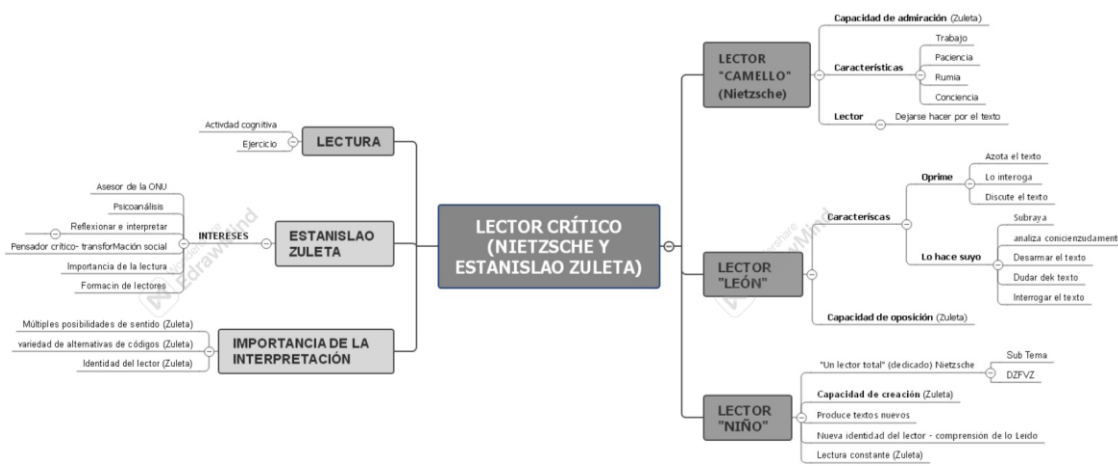 LECTOR CRÍTICO
(NIETZSCHE Y
ESTANISLAO ZULETA)
LECTURA
Activdad cognitiva
Ejercicio
ESTANISLAO
ZULETA
INTERESES
Asesor de la ONU
Psicoanálisis
Reflexionar e interpretar
Pensador crítico- transforMación social
Importancia de la lectura
Formacin de lectores
IMPORTANCIA DE LA
INTERPRETACIÓN
Múltiples posibilidades de sentido (Zuleta)
variedad de alternativas de códigos (Zuleta)
Identidad del lector (Zuleta)
LECTOR
"CAMELLO"
(Nietzsche)
Capacidad de admiración (Zuleta)
Características
Trabajo
Paciencia
Rumia
Conciencia
Lector
Dejarse hacer por el texto
LECTOR
"LEÓN"
Caracteríscas
Oprime
Azota el texto
Lo interoga
Discute el texto
Lo hace suyo
Subraya
analiza conicienzudament
Desarmar el texto
Dudar dek texto
Interrogar el texto
Capacidad de oposición (Zuleta)
LECTOR
"NIÑO"
"Un lector total" (dedicado) Nietzsche
Sub Tema
DZFVZ
Capacidad de creación (Zuleta)
Produce textos nuevos
Nueva identidad del lector - comprensión de lo Leído
Lectura constante (Zuleta)
Wondershare
EdrawMind